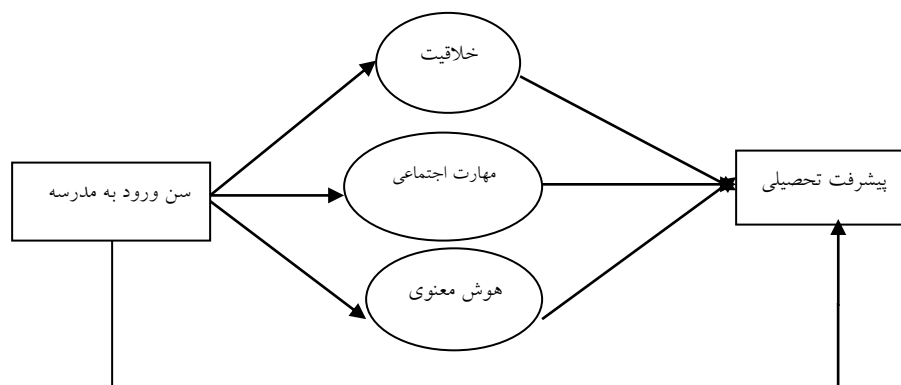 خلاقیت
سن ورود به مدرسه
مهارت اجتماعی
پیشرفت تحصیلی
هوش معنوی